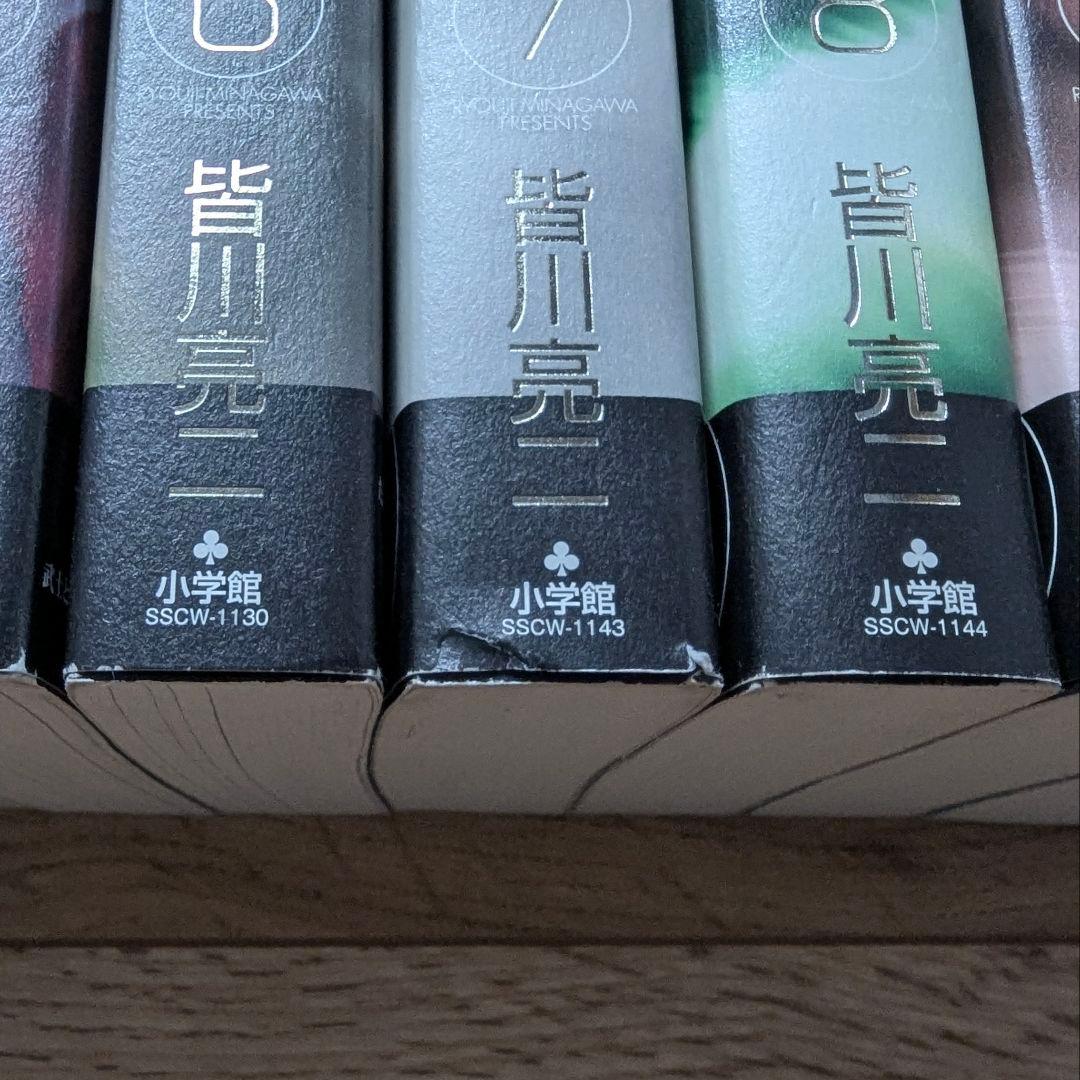 6
RYOUJI MINAGAWA
PRESENTS
皆川亮二
小学館
SSCW-1130
7
RYOUJI MINAGAWA
PRESENTS
皆川亮二
小学館
SSCW-1143
8
皆川亮二
小学館
SSCW-1144